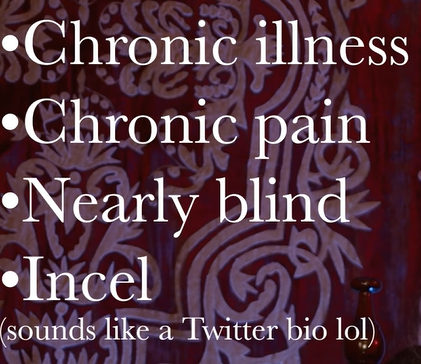 •Chronic illness
•Chronic pain
•Nearly blind
•Incel
(sounds like a Twitter bio lol)